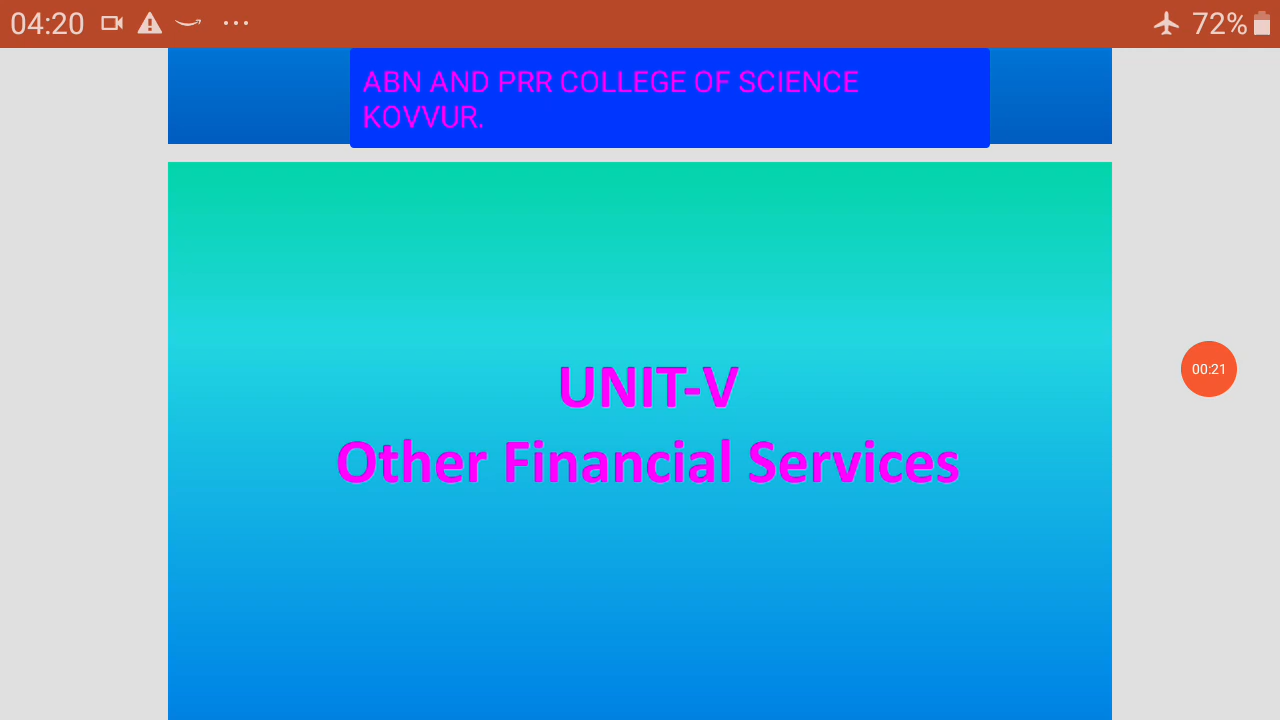 04:20
72%
ABN AND PRR COLLEGE OF SCIENCE
KOVVUR.
UNIT-V
Other Financial Services
00:21